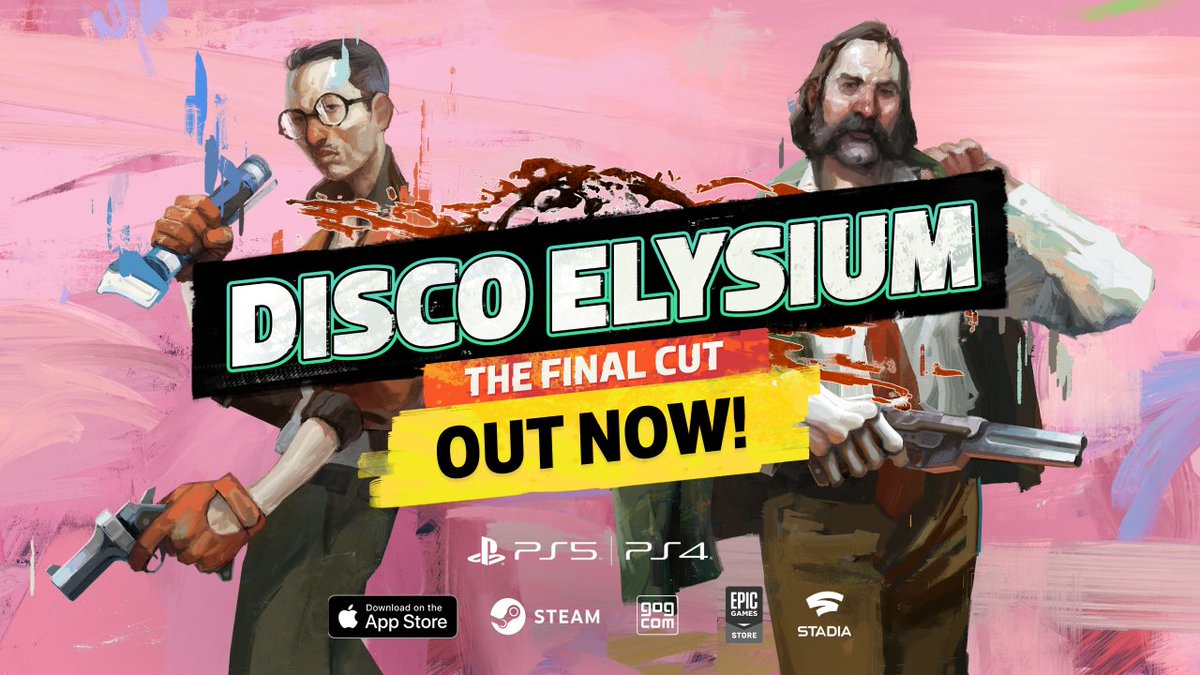 DISCO ELYSIUM
THE FINAL CUT
OUT NOW!
PS5 PS4
Download on the
App Store
STEAM
gog
com
EPIC
GAMES
STORE
STADIA